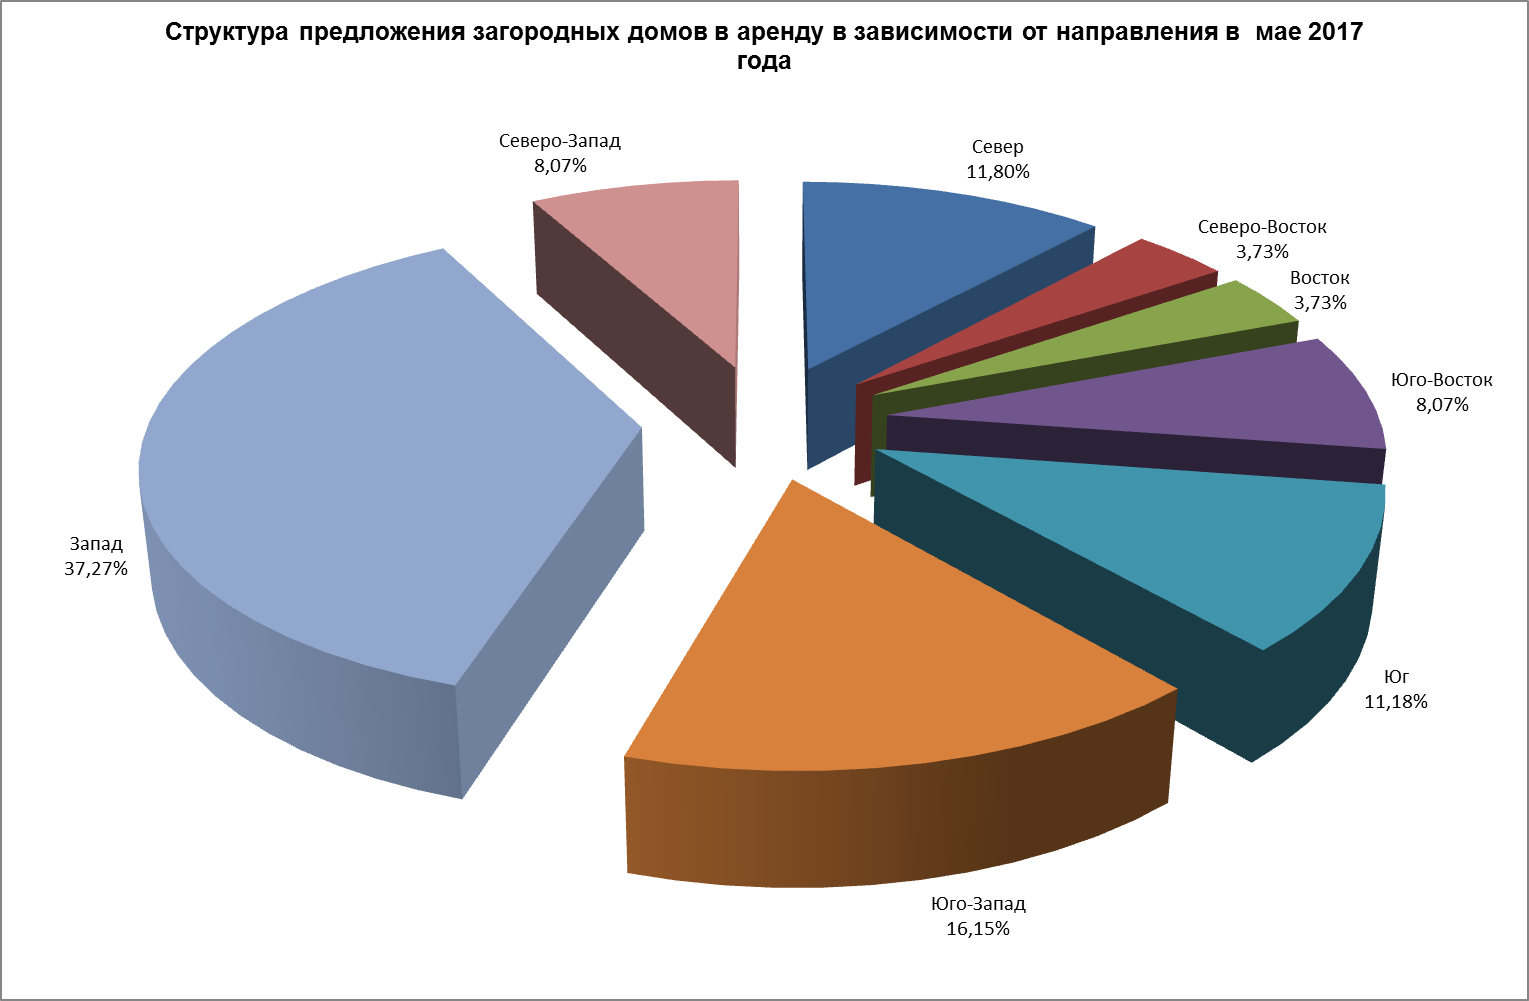 Структура предложения загородных домов в аренду в зависимости от направления в  мае 2017
года
Северо-Запад
8,07%
Север
11,80%
Северо-Восток
3,73%
Восток
3,73%
Юго-Восток
8,07%
Запад
37,27%
Юг
11,18%
Юго-Запад
16,15%